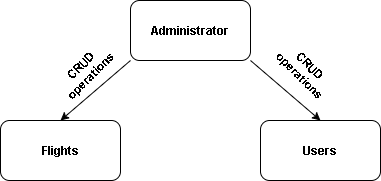 Administrator
CRUD
operations
CRUD
operations
Flights
Users